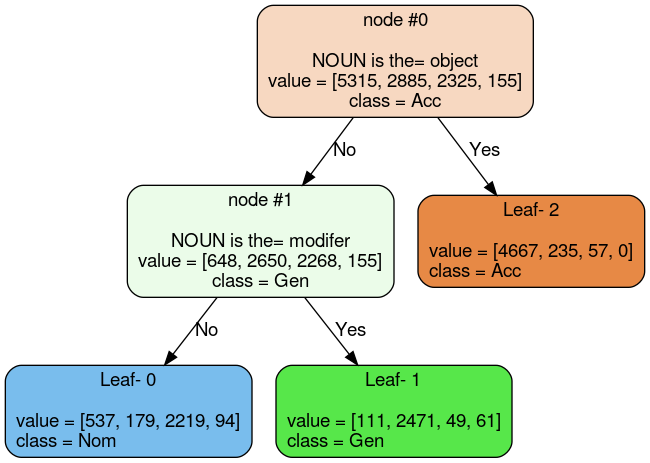 node #0
NOUN is the= object
value = [5315, 2885, 2325, 155]
class = Acc
No
Yes
node #1
NOUN is the= modifer
value = [648, 2650, 2268, 155]
class = Gen
Leaf- 2
value = [4667, 235, 57, 0]
class = Acc
No
Yes
Leaf- 0
value = [537, 179, 2219, 94]
class = Nom
Leaf- 1
value = [111, 2471, 49, 61]
class = Gen